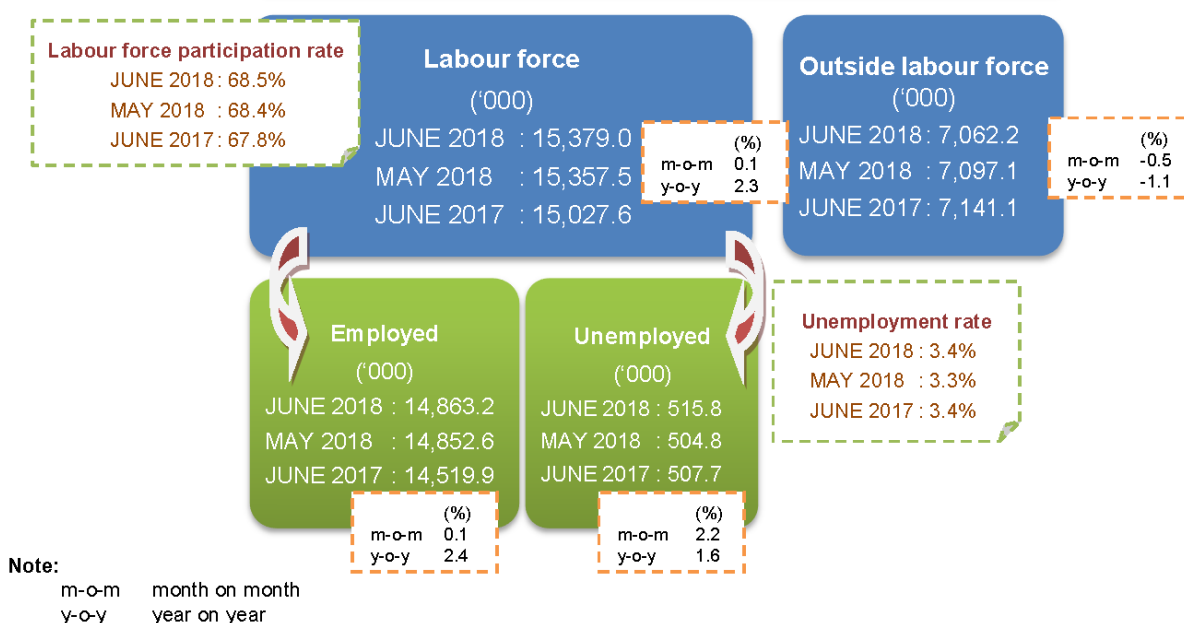 Labour force participation rate
JUNE 2018 : 68.5%
MAY 2018 : 68.4%
JUNE 2017 : 67.8%
Labour force
(‘000)
JUNE 2018 : 15,379.0
MAY 2018 : 15,357.5
JUNE 2017 : 15,027.6
(%)
m-o-m 0.1
y-o-y 2.3
Outside labour force
(‘000)
JUNE 2018 : 7,062.2
MAY 2018 : 7,097.1
JUNE 2017 : 7,141.1
(%)
m-o-m -0.5
y-o-y -1.1
Employed
(‘000)
JUNE 2018 : 14,863.2
MAY 2018 : 14,852.6
JUNE 2017 : 14,519.9
(%)
m-o-m 0.1
y-o-y 2.4
Unemployed
(‘000)
JUNE 2018 : 515.8
MAY 2018 : 504.8
JUNE 2017 : 507.7
(%)
m-o-m 2.2
y-o-y 1.6
Unemployment rate
JUNE 2018 : 3.4%
MAY 2018 : 3.3%
JUNE 2017 : 3.4%
Note:
m-o-m month on month
y-o-y year on year